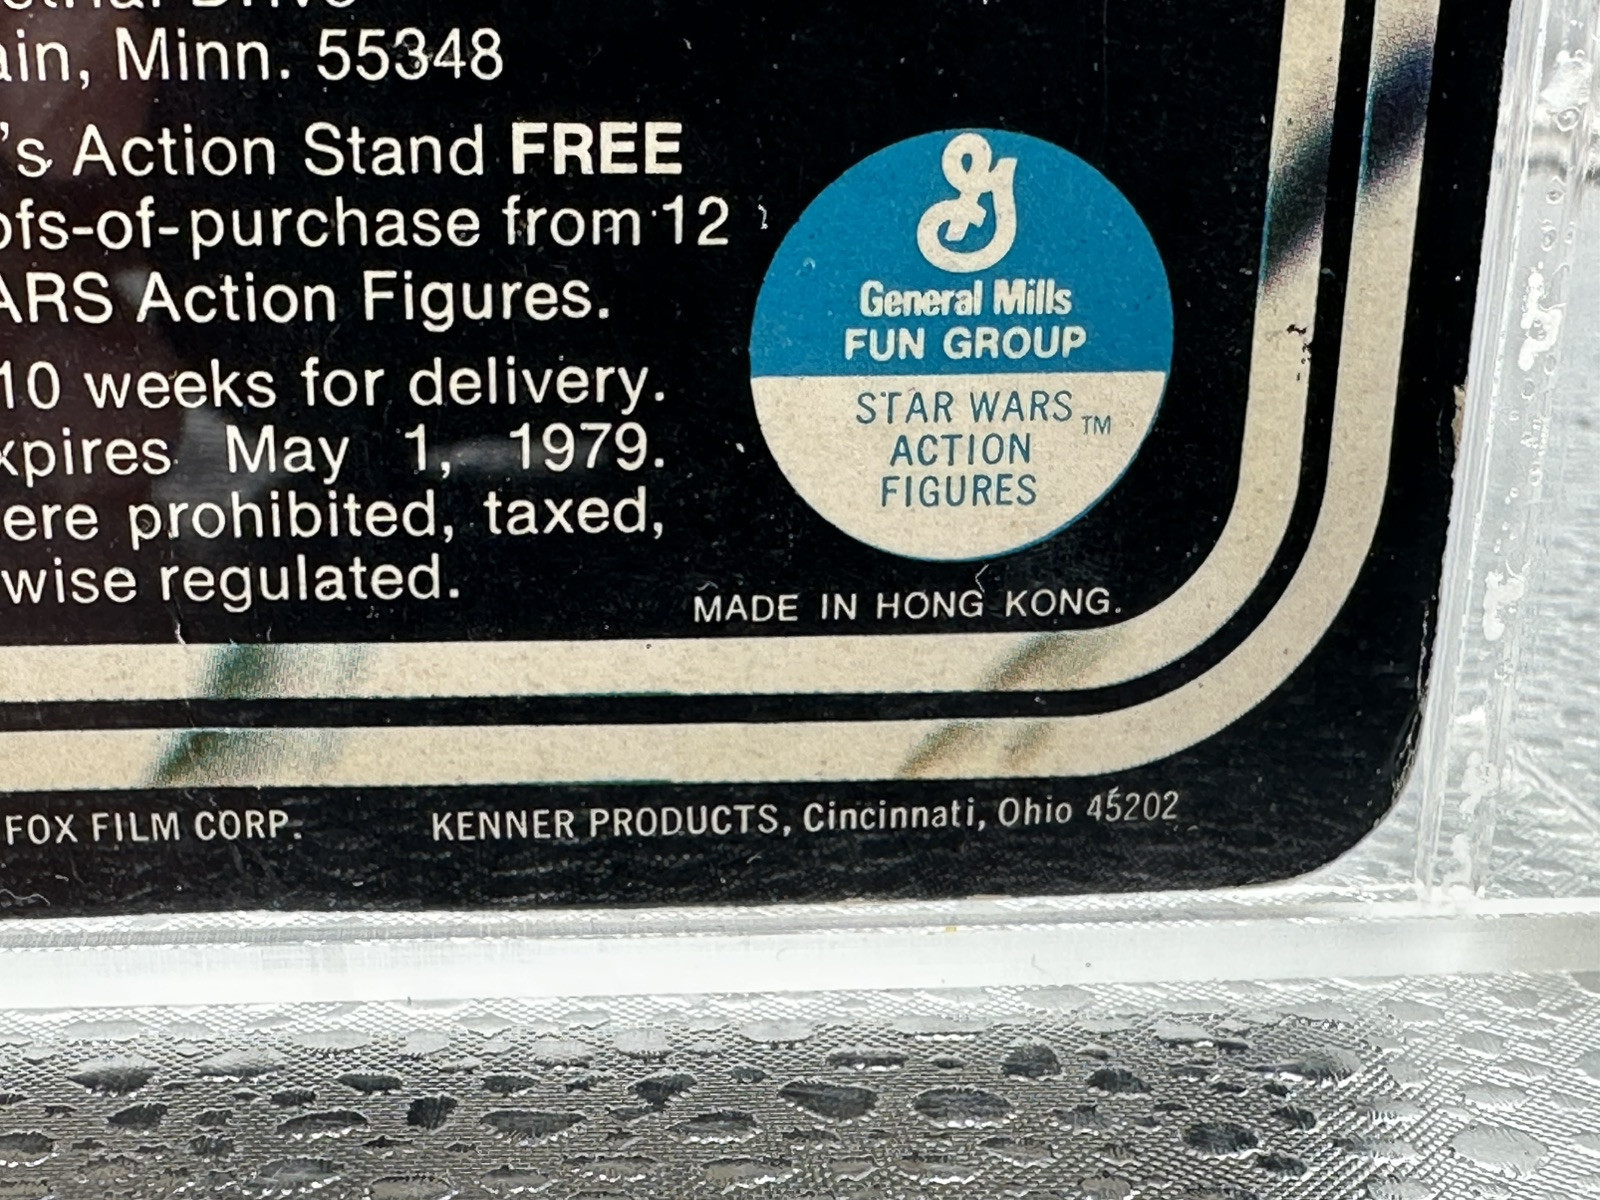 ain, Minn. 55348
's Action Stand FREE
ofs-of-purchase from 12
ARS Action Figures.
10 weeks for delivery.
xpires May 1, 1979.
ere prohibited, taxed,
wise regulated.
General Mills
FUN GROUP
STAR WARS TM
ACTION
FIGURES
MADE IN HONG KONG.
FOX FILM CORP. KENNER PRODUCTS, Cincinnati, Ohio 45202